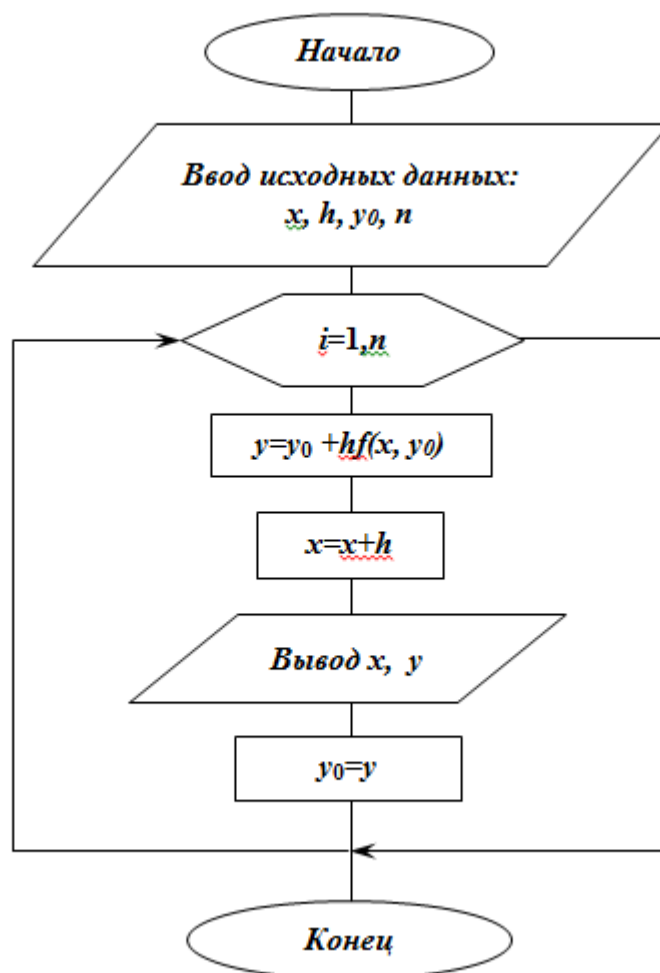 Начало
Ввод исходных данных:
x, h, y₀, n
i=1,n
y=y₀ +hf(x, y₀)
x=x+h
Вывод x, y
y₀=y
Конец